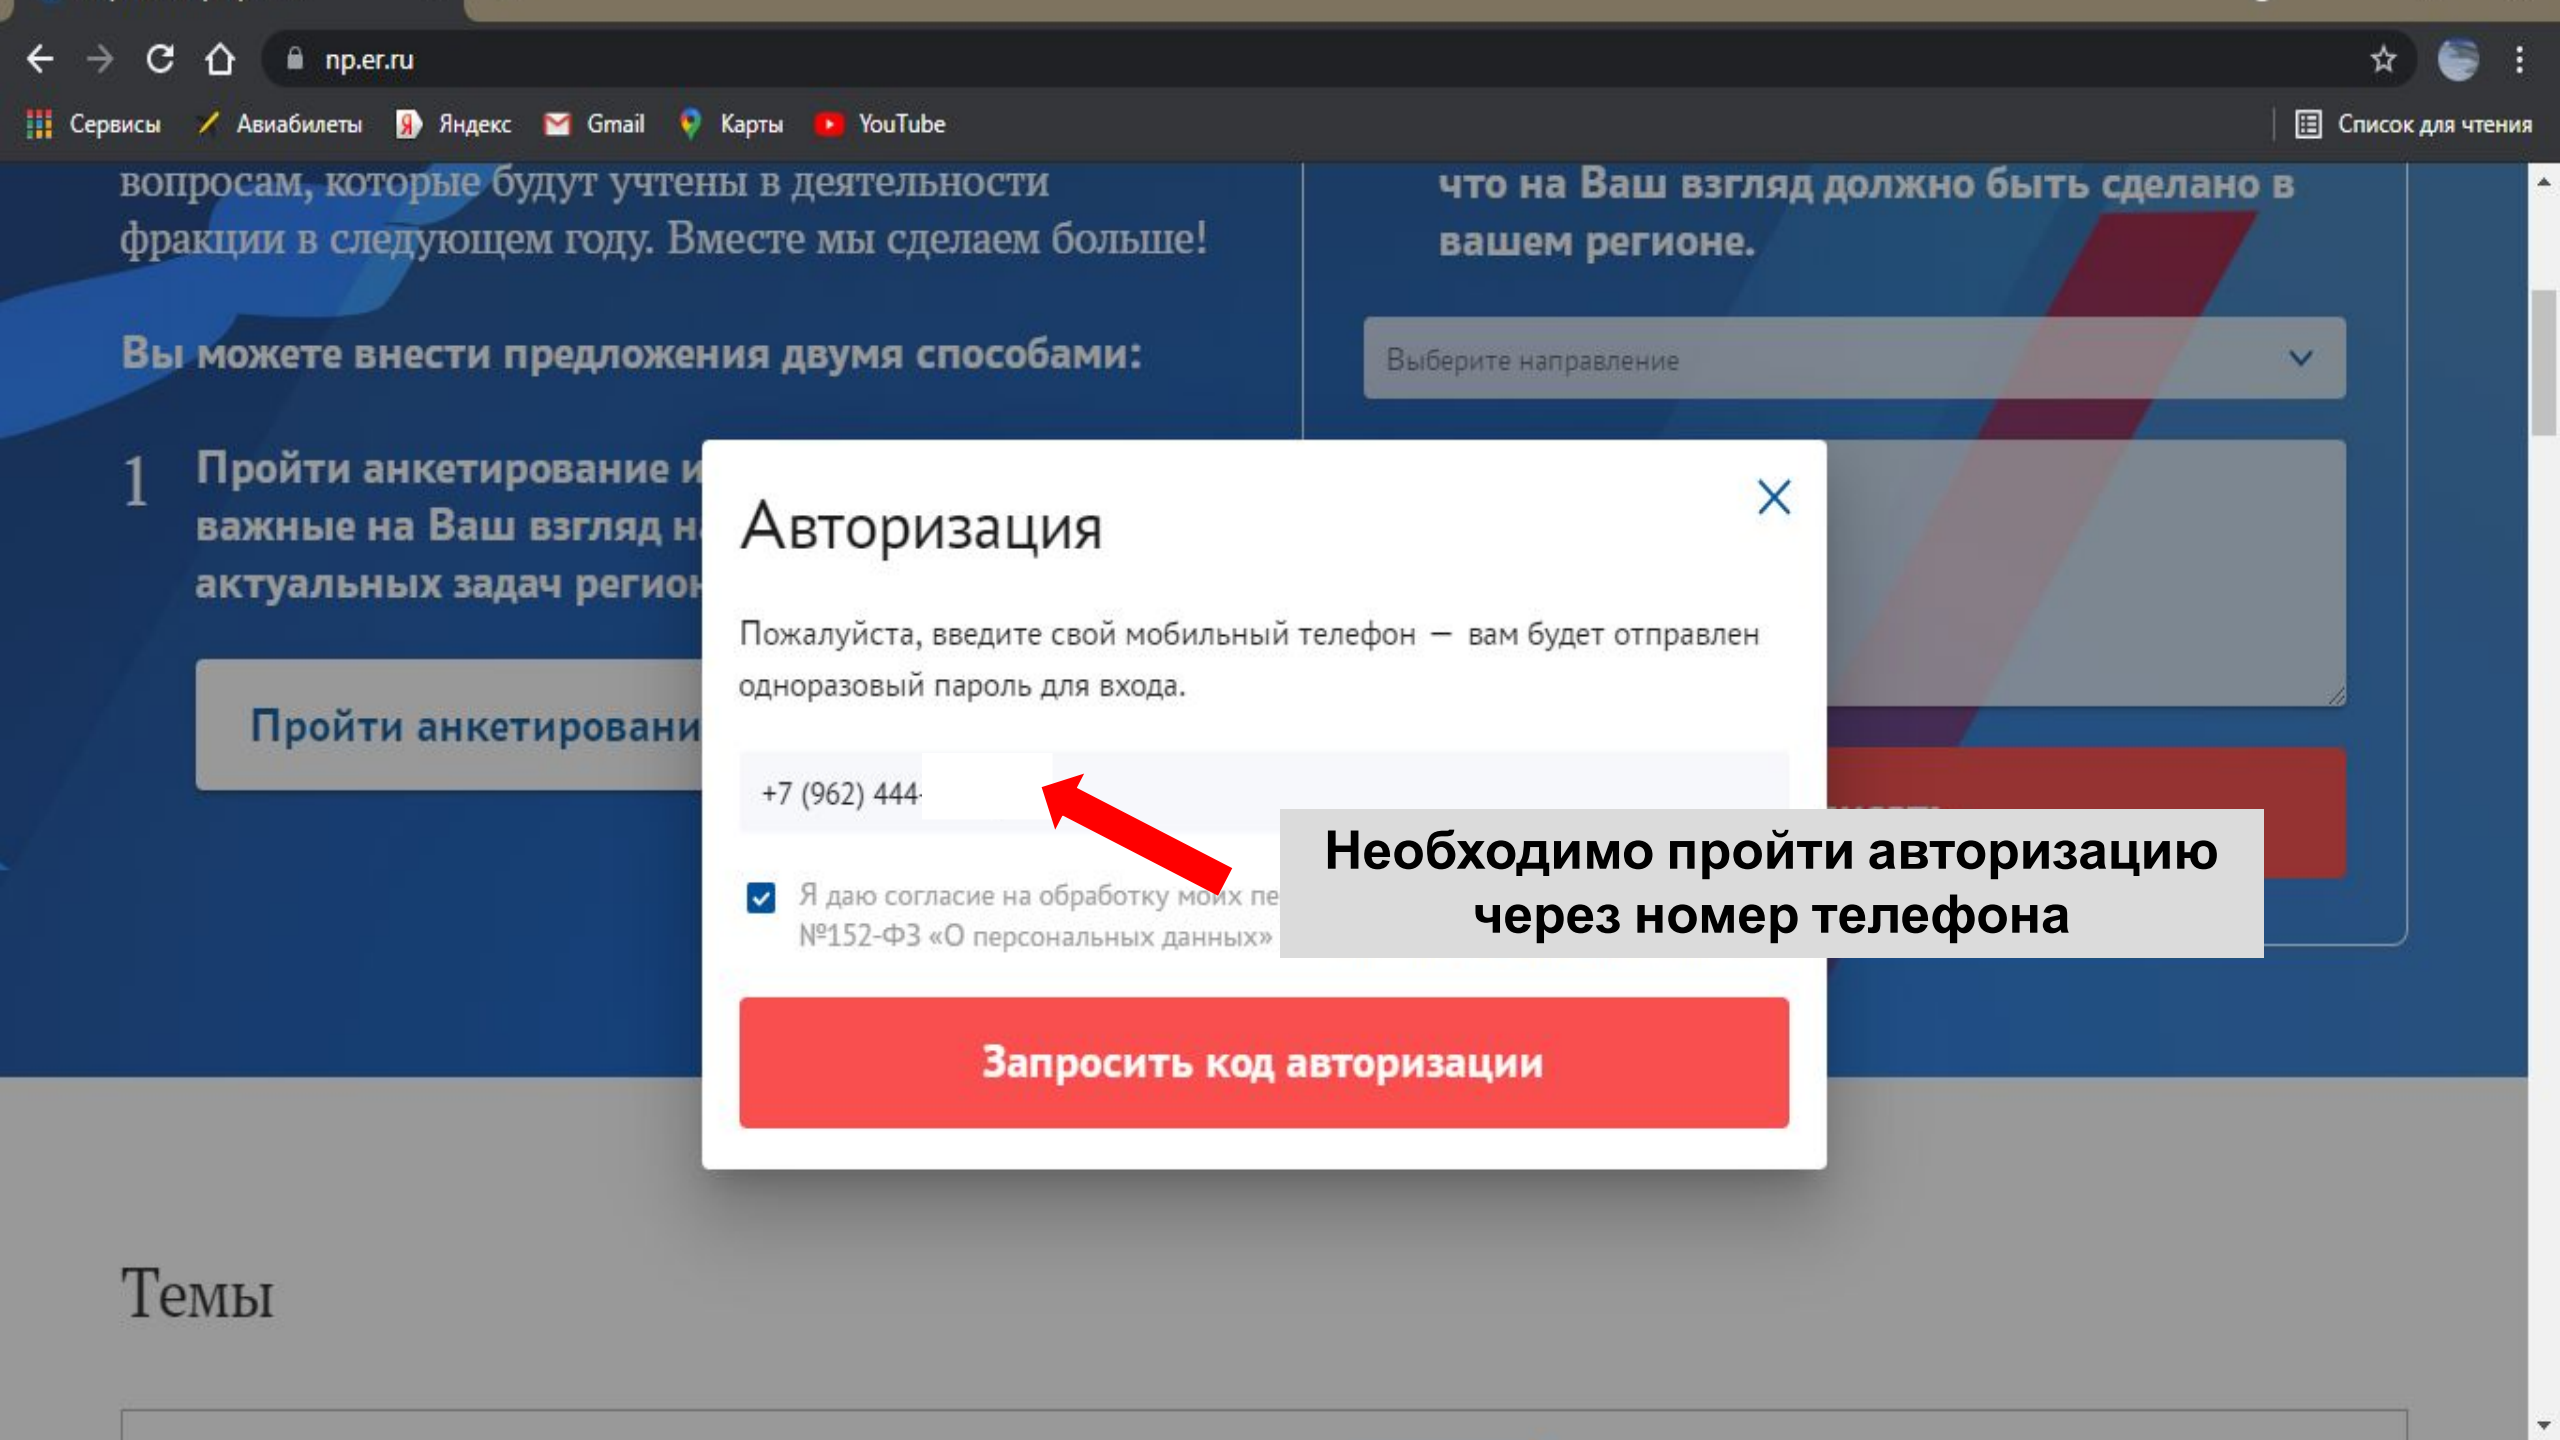 np.er.ru
Сервисы Авиабилеты Яндекс Gmail Карты YouTube Список для чтения
вопросам, которые будут учтены в деятельности
фракции в следующем году. Вместе мы сделаем больше!
Вы можете внести предложения двумя способами:
1 Пройти анкетирование и
важные на Ваш взгляд
актуальных задач
Пройти
что на Ваш взгляд должно быть сделано в
вашем регионе.
Выберите направление
Авторизация
Пожалуйста, введите свой мобильный телефон — вам будет отправлен
одноразовый пароль для входа.
+7 (962) 444-
Я даю согласие на обработку моих
№152-ФЗ «О персональных данных»
Необходимо пройти авторизацию
через номер телефона
Запросить код авторизации
Темы